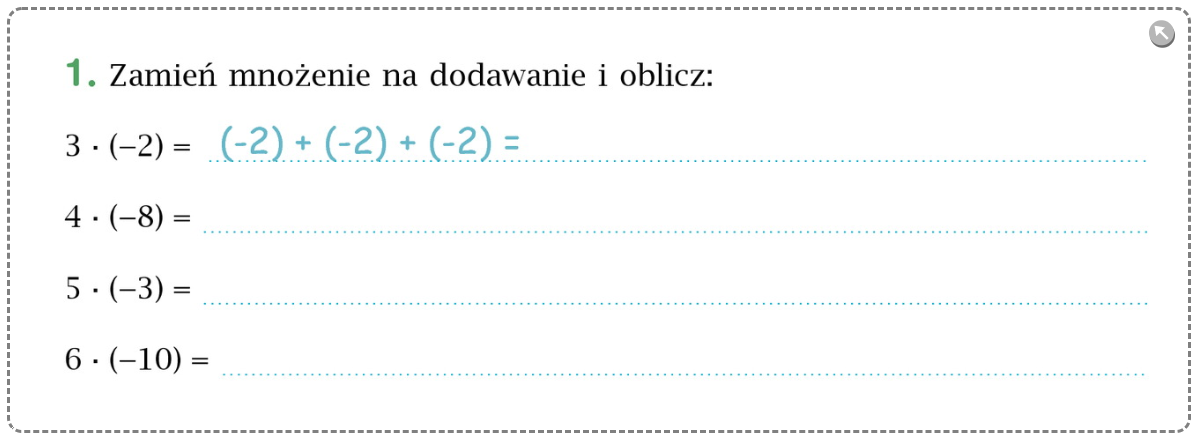 1. Zamień mnożenie na dodawanie i oblicz:
3 · (–2) = (-2) + (-2) + (-2) =
4 · (–8) =
5 · (–3) =
6 · (–10) =